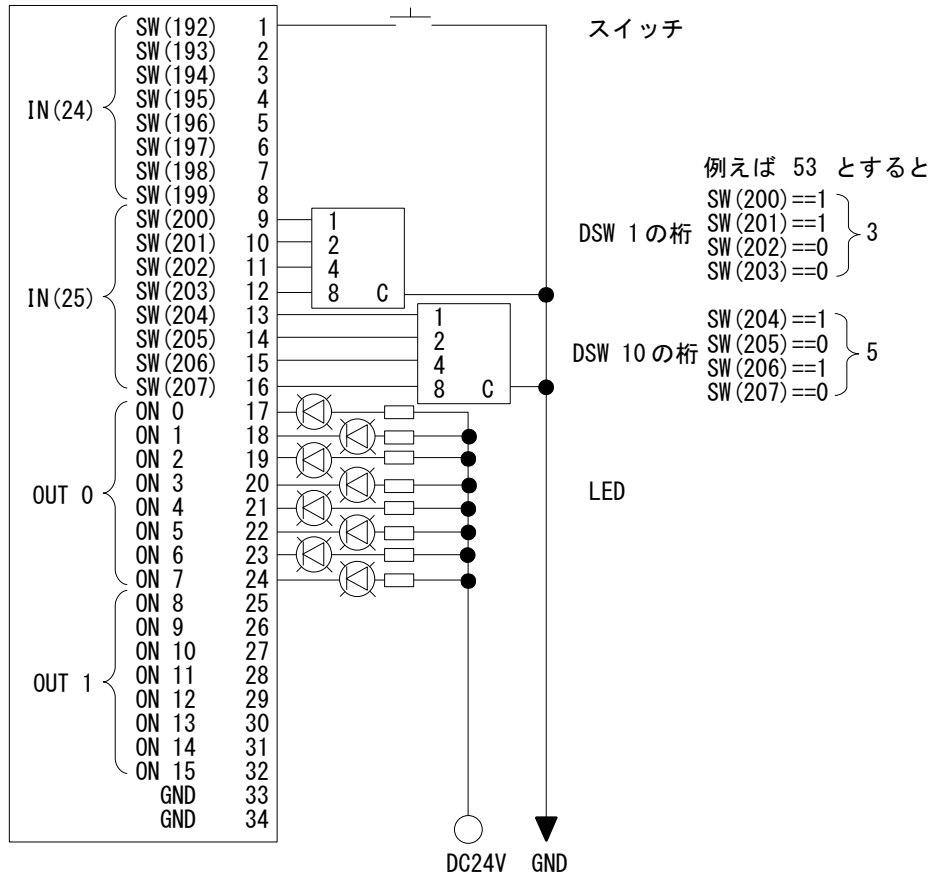 SW(192) 1
SW(193) 2
SW(194) 3
SW(195) 4
SW(196) 5
SW(197) 6
SW(198) 7
SW(199) 8
IN(24)
SW(200) 9
SW(201) 10
SW(202) 11
SW(203) 12
SW(204) 13
SW(205) 14
SW(206) 15
SW(207) 16
IN(25)
ON 0 17
ON 1 18
ON 2 19
ON 3 20
ON 4 21
ON 5 22
ON 6 23
ON 7 24
OUT 0
ON 8 25
ON 9 26
ON 10 27
ON 11 28
ON 12 29
ON 13 30
ON 14 31
ON 15 32
OUT 1
GND 33
GND 34
1
2
4
8 C
1
2
4
8 C
スイッチ
例えば 53 とすると
DSW 1の桁
SW(200)==1
SW(201)==1
SW(202)==0
SW(203)==0
3
DSW 10の桁
SW(204)==1
SW(205)==0
SW(206)==1
SW(207)==0
5
LED
DC24V GND